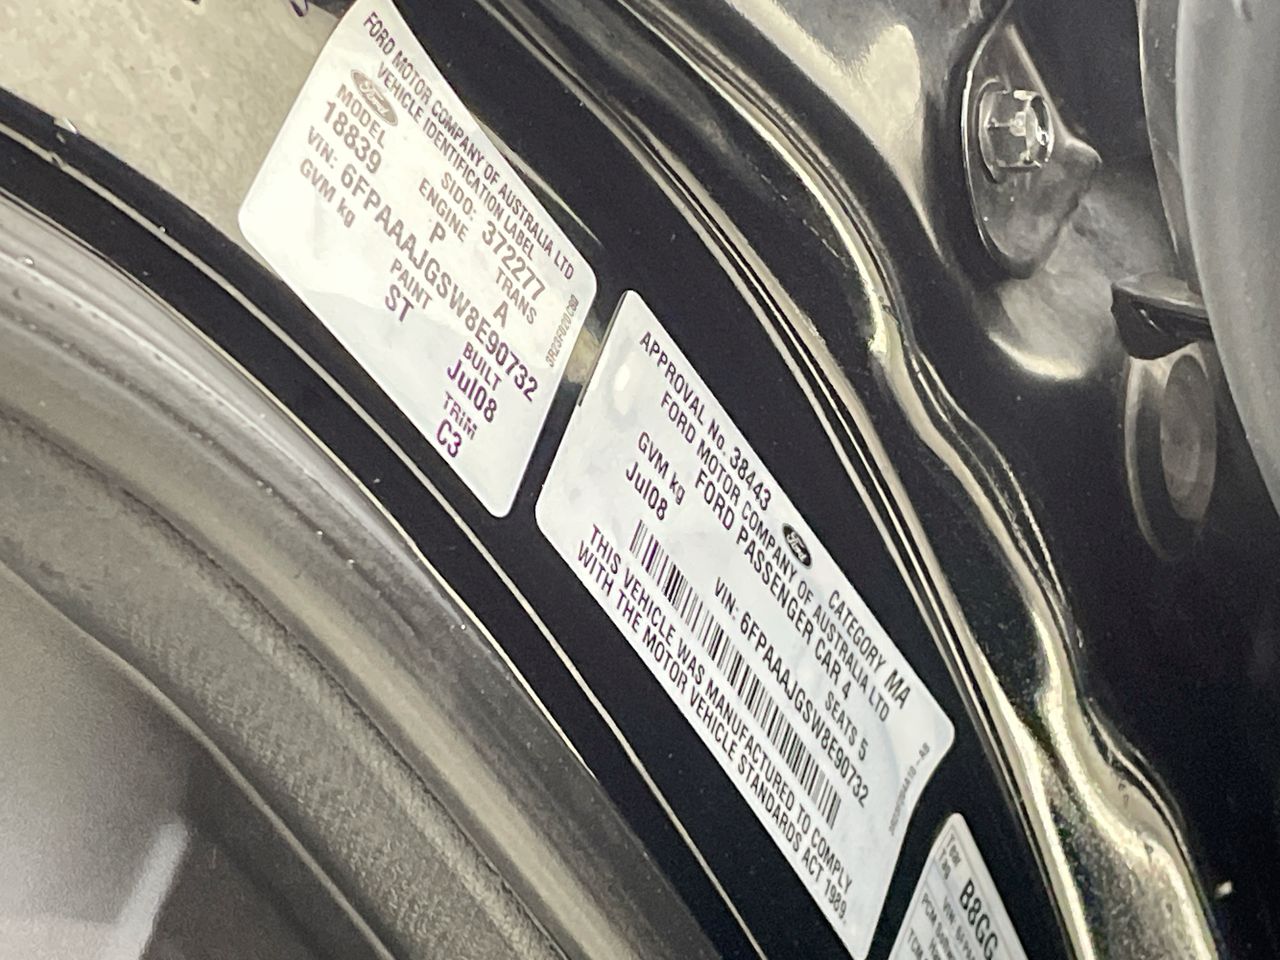 FORD MOTOR COMPANY OF AUSTRALIA LTD
VEHICLE IDENTIFICATION LABEL
Ford
SIDO: 372277
MODEL ENGINE TRANS
18839 P A
VIN: 6FPAAAJGSW8E90732
GVM kg PAINT BUILT TRIM
ST Jul08 C3
APPROVAL No. 38443 Ford CATEGORY MA
FORD MOTOR COMPANY OF AUSTRALIA LTD
FORD PASSENGER CAR 4
GVM kg SEATS 5
Jul08 VIN: 6FPAAAJGSW8E90732
THIS VEHICLE WAS MANUFACTURED TO COMPLY
WITH THE MOTOR VEHICLE STANDARDS ACT 1989.
B8GG